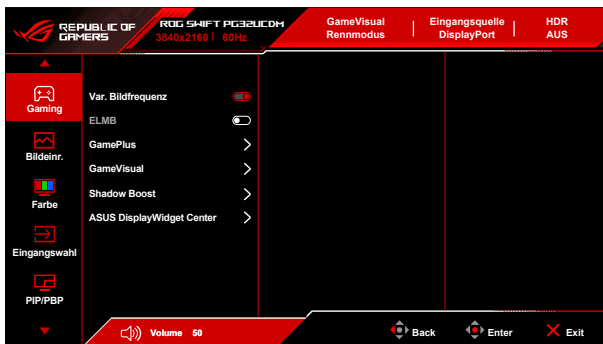 REPUBLIC OF
GAMERS
ROG SWIFT PG32UCDM
3840x2160 | 60Hz
GameVisual
Rennmodus
Eingangsquelle
DisplayPort
HDR
AUS
Gaming
Bildeinr.
Farbe
Eingangswahl
PIP/PBP
Var. Bildfrequenz
ELMB
GamePlus
GameVisual
Shadow Boost
ASUS DisplayWidget Center
Volume 50
Back
Enter
Exit